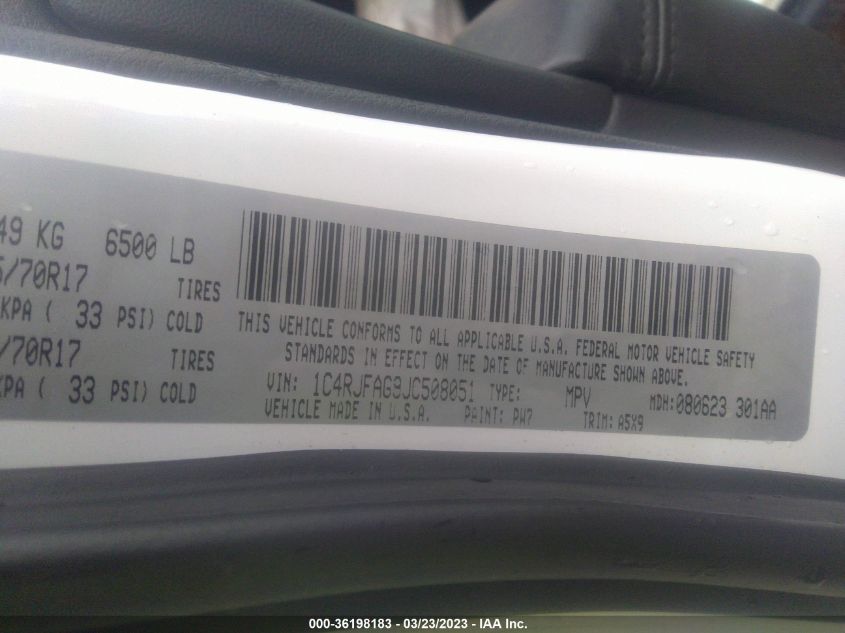 49 KG 6500 LB
/70R17 TIRES
KPA ( 33 PSI) COLD
/70R17 TIRES
KPA ( 33 PSI) COLD
THIS VEHICLE CONFORMS TO ALL APPLICABLE U.S.A. FEDERAL MOTOR VEHICLE SAFETY
STANDARDS IN EFFECT ON THE DATE OF MANUFACTURE SHOWN ABOVE.
VIN: 1C4RJFAG9JC508051 TYPE: MPV MDH:080623 301AA
VEHICLE MADE IN U.S.A. PAINT: PW7 TRIM: A5X9
000-36198183 - 03/23/2023 - IAA Inc.